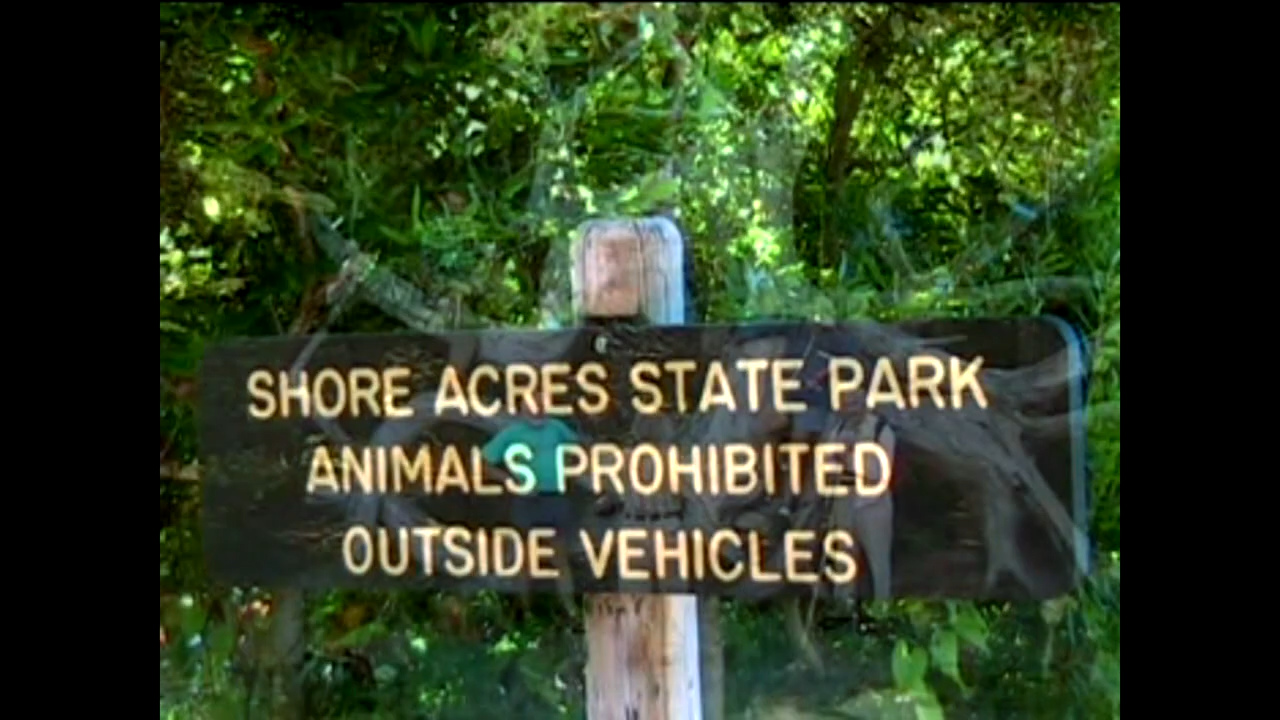 SHORE ACRES STATE PARK
ANIMALS PROHIBITED
OUTSIDE VEHICLES